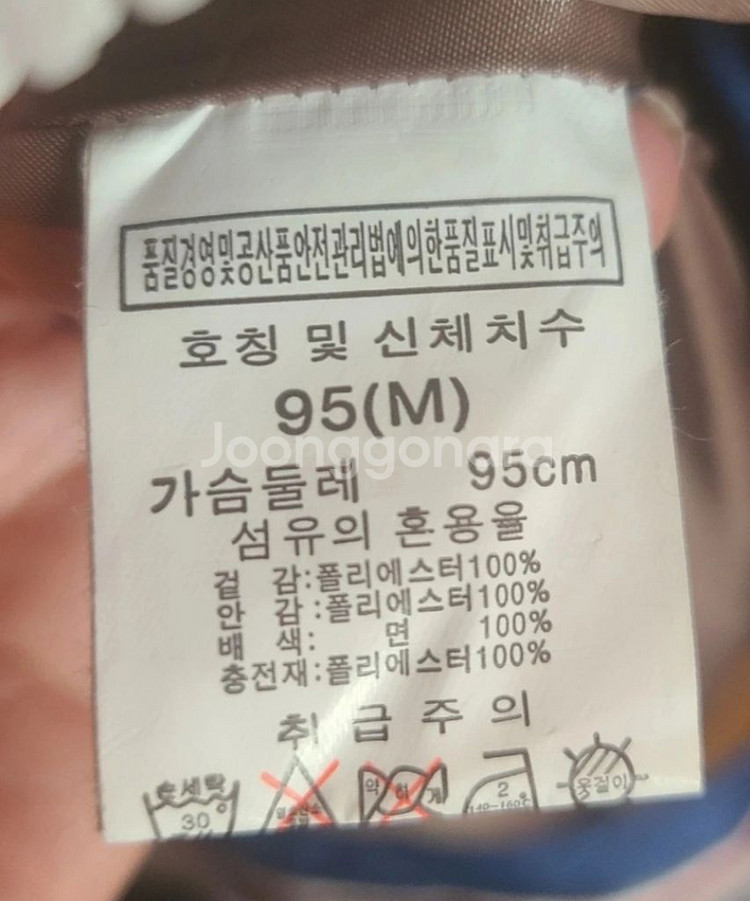 품질경영및공산품안전관리법에의한품질표시및취급주의
호칭 및 신체치수
95(M)
Joonggonara
가슴둘레 95cm
섬유의 혼용율
겉 감:폴리에스터100%
안 감:폴리에스터100%
배 색: 면 100%
충전재:폴리에스터100%
취 급 주 의
손세탁 약 하 게 옷걸이
30° 2
140~160℃